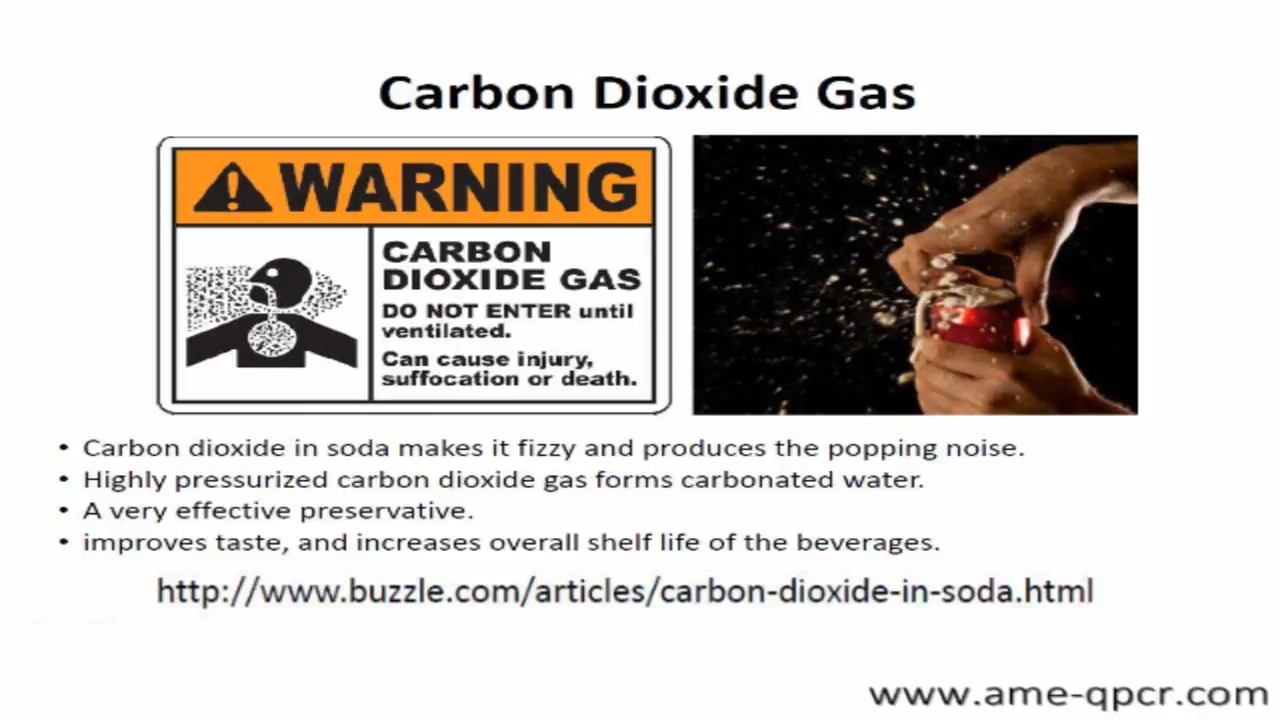 Carbon Dioxide Gas
WARNING
CARBON
DIOXIDE GAS
DO NOT ENTER until
ventilated.
Can cause injury,
suffocation or death.
• Carbon dioxide in soda makes it fizzy and produces the popping noise.
• Highly pressurized carbon dioxide gas forms carbonated water.
• A very effective preservative.
• improves taste, and increases overall shelf life of the beverages.
http://www.buzzle.com/articles/carbon-dioxide-in-soda.html
www.ame-qpcr.com